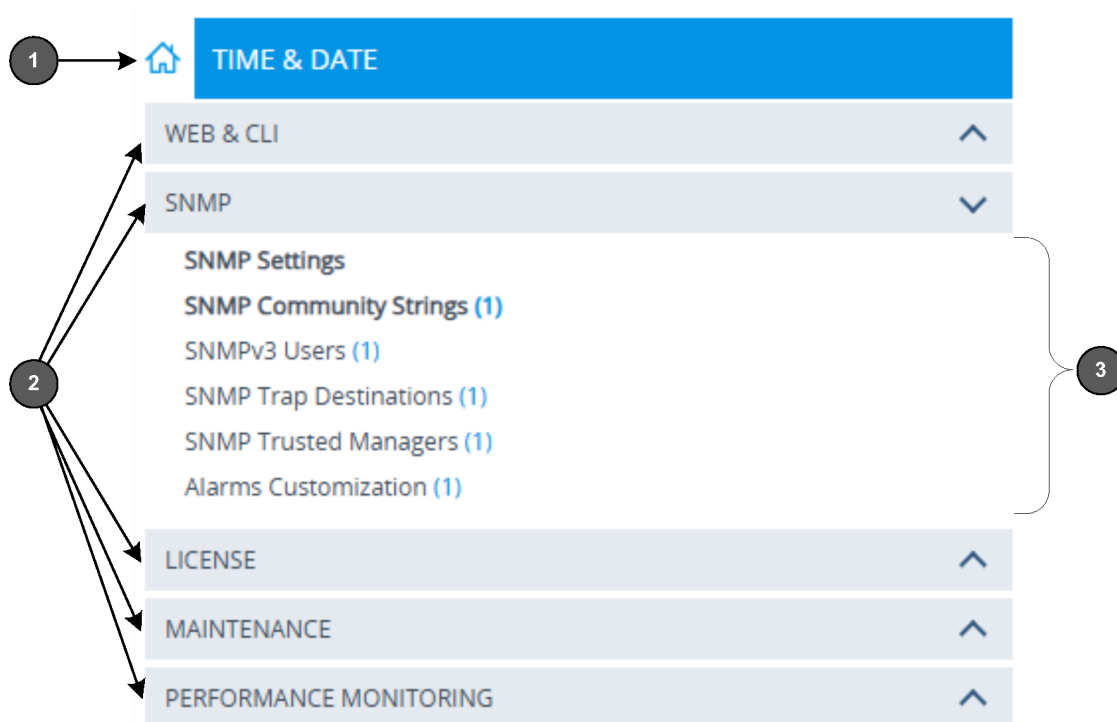 1
TIME & DATE
WEB & CLI
SNMP
SNMP Settings
SNMP Community Strings (1)
SNMPv3 Users (1)
2
3
SNMP Trap Destinations (1)
SNMP Trusted Managers (1)
Alarms Customization (1)
LICENSE
MAINTENANCE
PERFORMANCE MONITORING